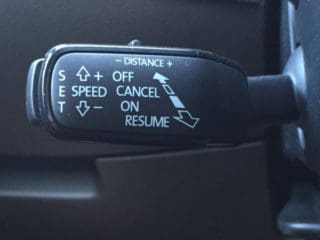 - DISTANCE +
S + OFF
E SPEED CANCEL
T - ON
RESUME